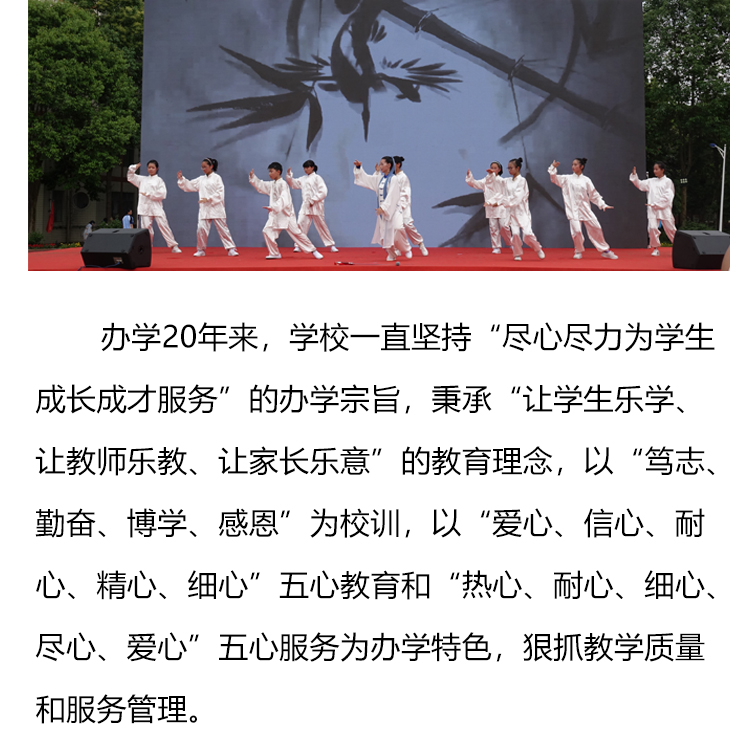 办学20年来，学校一直坚持“尽心尽力为学生
成长成才服务”的办学宗旨，秉承“让学生乐学、
让教师乐教、让家长乐意”的教育理念，以“笃志、
勤奋、博学、感恩”为校训，以“爱心、信心、耐
心、精心、细心”五心教育和“热心、耐心、细心、
尽心、爱心”五心服务为办学特色，狠抓教学质量
和服务管理。